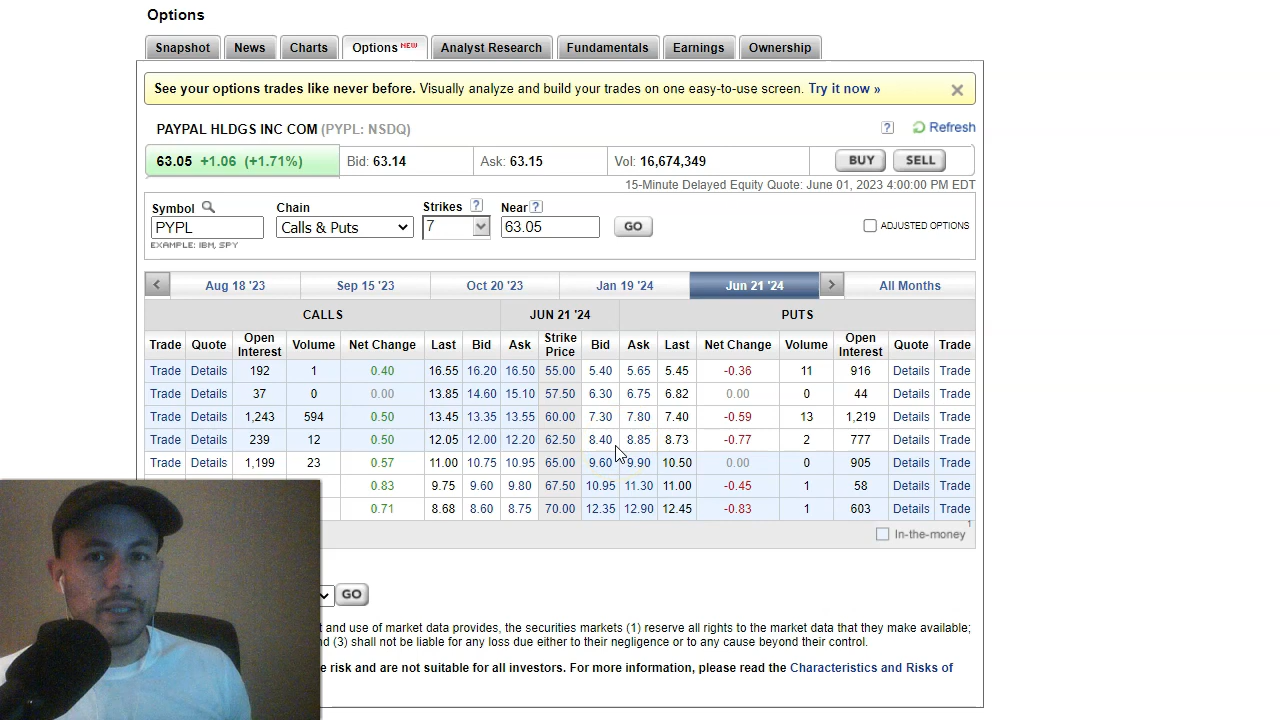 Options
Snapshot News Charts Options NEW Analyst Research Fundamentals Earnings Ownership
See your options trades like never before. Visually analyze and build your trades on one easy-to-use screen. Try it now »
PAYPAL HLDGS INC COM (PYPL: NSDQ) ? Refresh
63.05 +1.06 (+1.71%) Bid: 63.14 Ask: 63.15 Vol: 16,674,349 BUY SELL
15-Minute Delayed Equity Quote: June 01, 2023 4:00:00 PM EDT
Symbol Chain Strikes ? Near ?
PYPL Calls & Puts 7 63.05 GO ADJUSTED OPTIONS
EXAMPLE: IBM, SPY
< Aug 18 '23 Sep 15 '23 Oct 20 '23 Jan 19 '24 Jun 21 '24 > All Months
CALLS JUN 21 '24 PUTS
Trade Quote Open Interest Volume Net Change Last Bid Ask Strike Price Bid Ask Last Net Change Volume Open Interest Quote Trade
Trade Details 192 1 0.40 16.55 16.20 16.50 55.00 5.40 5.65 5.45 -0.36 11 916 Details Trade
Trade Details 37 0 0.00 13.85 14.60 15.10 57.50 6.30 6.75 6.82 0.00 0 44 Details Trade
Trade Details 1,243 594 0.50 13.45 13.35 13.55 60.00 7.30 7.80 7.40 -0.59 13 1,219 Details Trade
Trade Details 239 12 0.50 12.05 12.00 12.20 62.50 8.40 8.85 8.73 -0.77 2 777 Details Trade
Trade Details 1,199 23 0.57 11.00 10.75 10.95 65.00 9.60 9.90 10.50 0.00 0 905 Details Trade
0.83 9.75 9.60 9.80 67.50 10.95 11.30 11.00 -0.45 1 58 Details Trade
0.71 8.68 8.60 8.75 70.00 12.35 12.90 12.45 -0.83 1 603 Details Trade
In-the-money 1
GO
t and use of market data provides, the securities markets (1) reserve all rights to the market data that they make available;
nd (3) shall not be liable for any loss due either to their negligence or to any cause beyond their control.
e risk and are not suitable for all investors. For more information, please read the Characteristics and Risks of